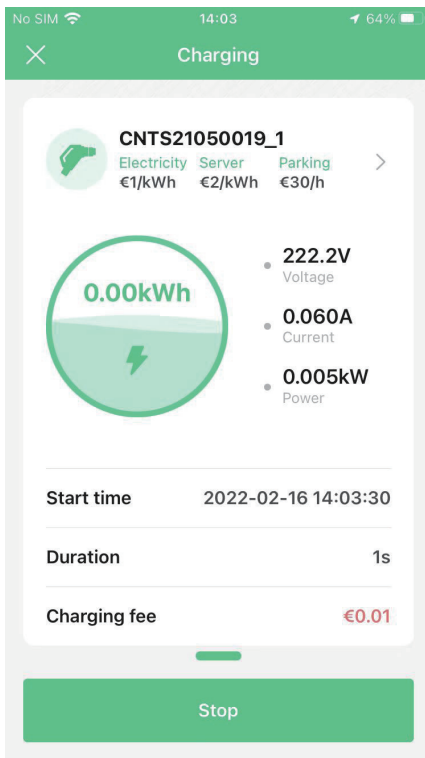 No SIM 14:03 64%
Charging
CNTS21050019_1
Electricity Server Parking
€1/kWh €2/kWh €30/h
0.00kWh
222.2V
Voltage
0.060A
Current
0.005kW
Power
Start time 2022-02-16 14:03:30
Duration 1s
Charging fee €0.01
Stop